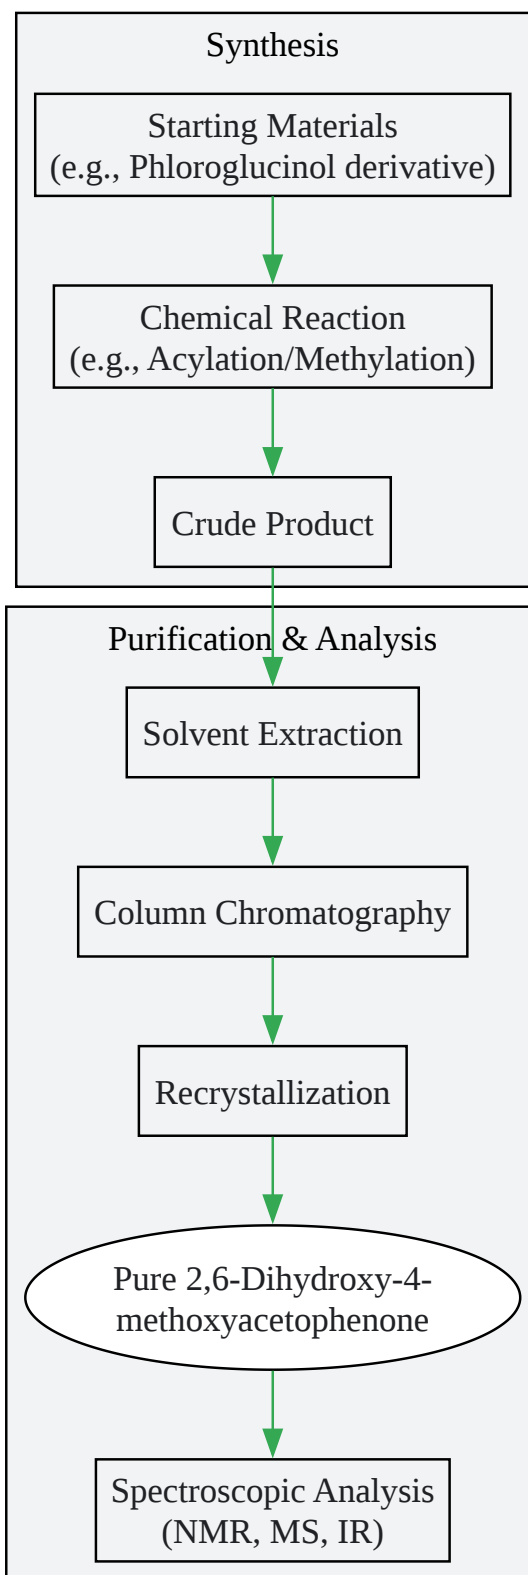 Synthesis
Starting Materials
(e.g., Phloroglucinol derivative)
Chemical Reaction
(e.g., Acylation/Methylation)
Crude Product
Purification & Analysis
Solvent Extraction
Column Chromatography
Recrystallization
Pure 2,6-Dihydroxy-4-
methoxyacetophenone
Spectroscopic Analysis
(NMR, MS, IR)